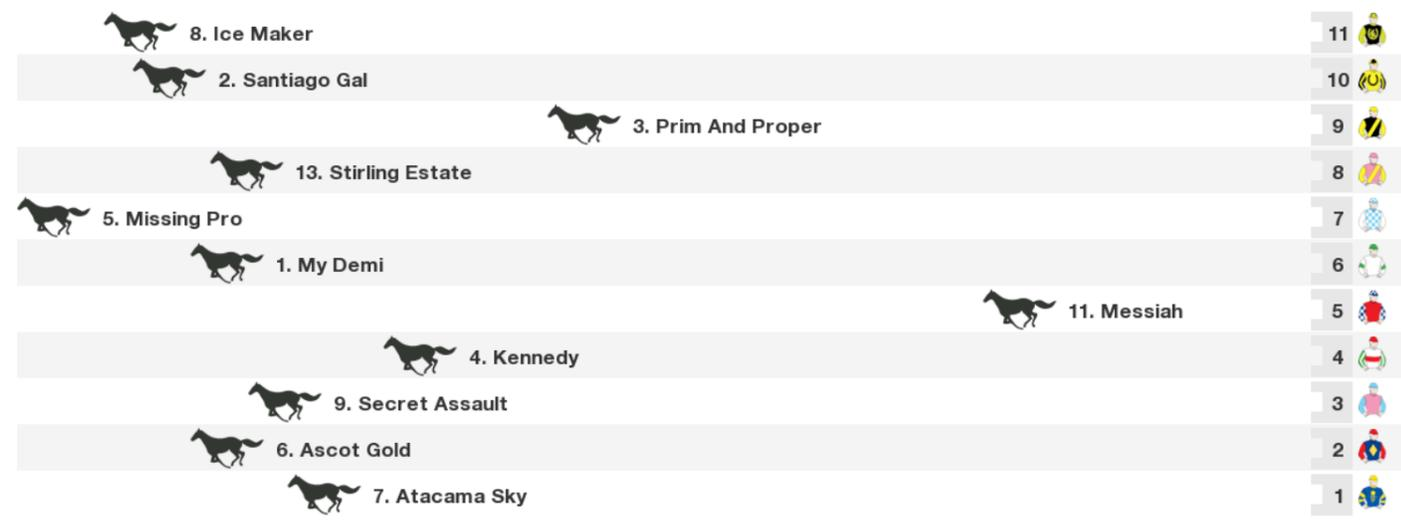 8. Ice Maker 11
2. Santiago Gal 10
3. Prim And Proper 9
13. Stirling Estate 8
5. Missing Pro 7
1. My Demi 6
11. Messiah 5
4. Kennedy 4
9. Secret Assault 3
6. Ascot Gold 2
7. Atacama Sky 1